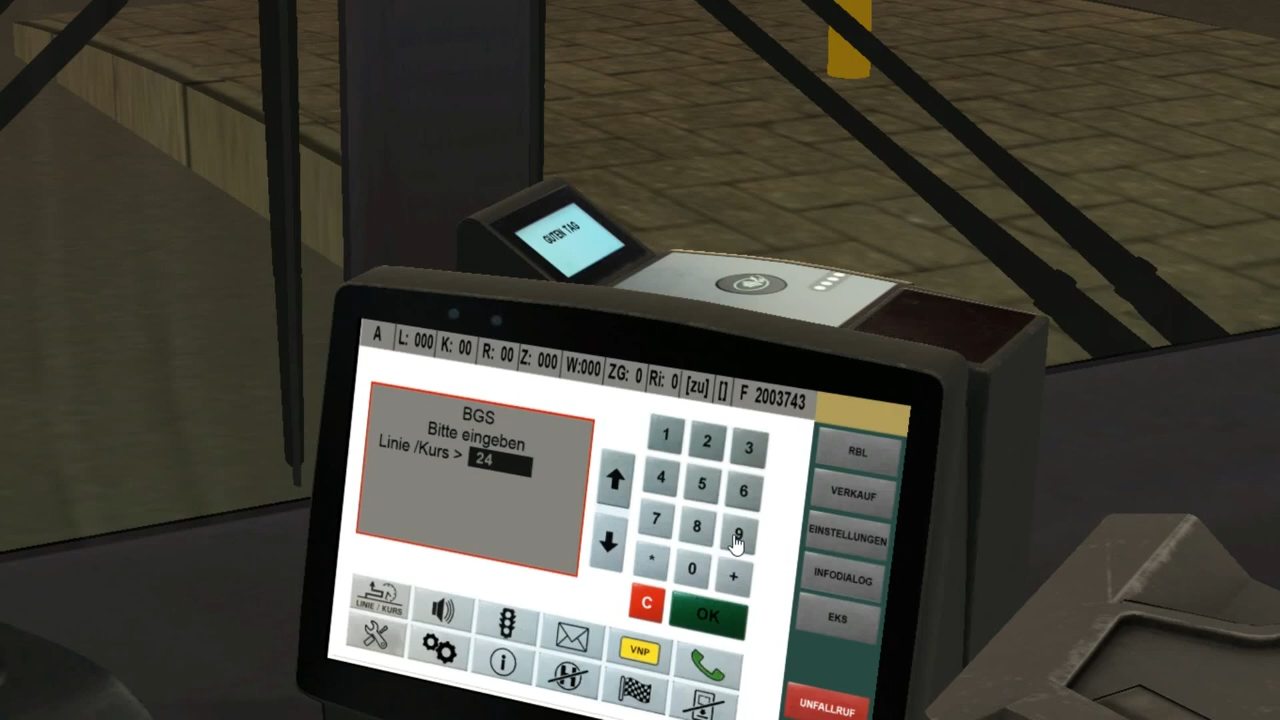 GUTEN TAG
A L: 000 K: 00 R: 00 Z: 000 W:000 ZG: 0 Ri: 0 [zu] [] F 2003743
BGS
Bitte eingeben
Linie /Kurs > 24
1 2 3
4 5 6
7 8 9
* 0 +
C OK
RBL
VERKAUF
EINSTELLUNGEN
INFODIALOG
EKS
UNFALLRUF
LINIE / KURS
VNP
i
H